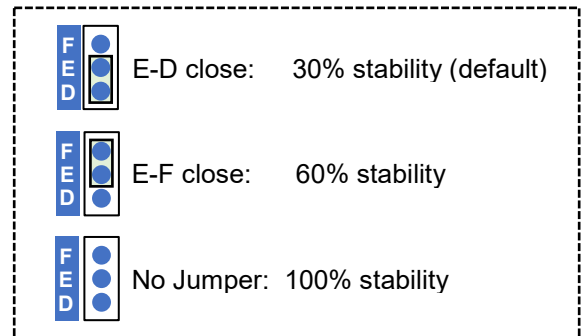 F
E
D
E-D close: 30% stability (default)
F
E
D
E-F close: 60% stability
F
E
D
No Jumper: 100% stability